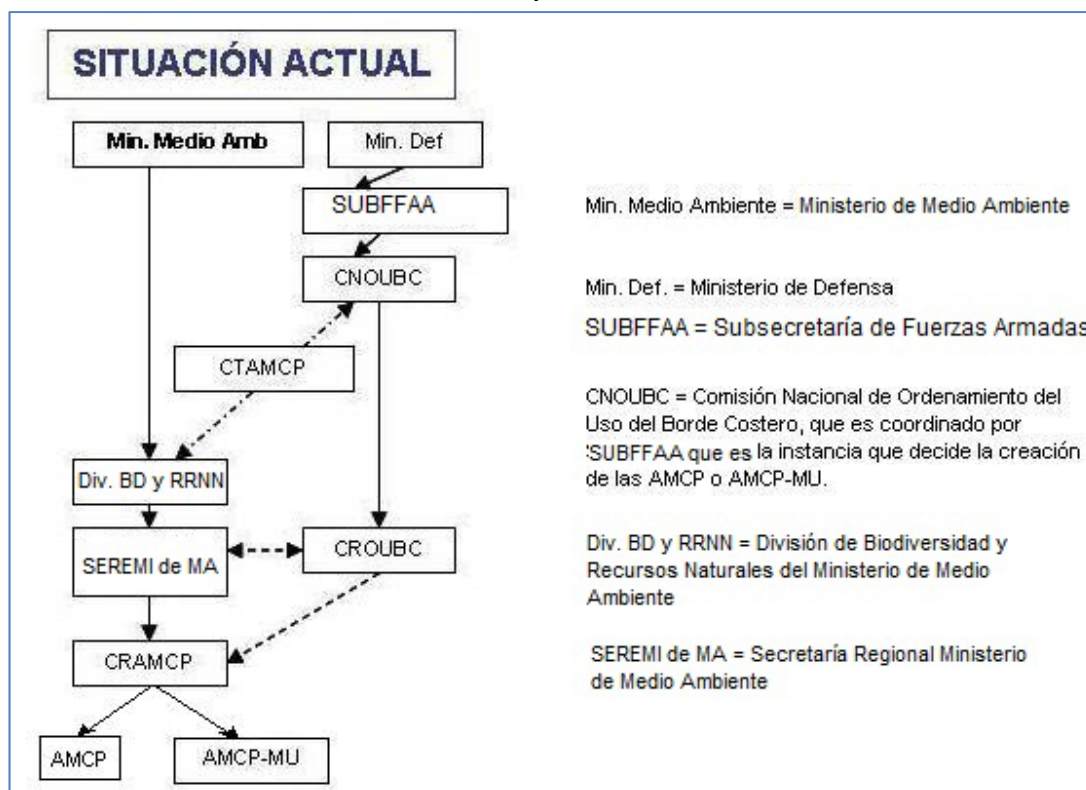 SITUACIÓN ACTUAL
Min. Medio Amb
Min. Def
SUBFFAA
CNOUBC
CTAMCP
Div. BD y RRNN
SEREMI de MA
CROUBC
CRAMCP
AMCP
AMCP-MU
Min. Medio Ambiente = Ministerio de Medio Ambiente
Min. Def. = Ministerio de Defensa
SUBFFAA = Subsecretaría de Fuerzas Armadas
CNOUBC = Comisión Nacional de Ordenamiento del
Uso del Borde Costero, que es coordinado por
SUBFFAA que es la instancia que decide la creación
de las AMCP o AMCP-MU.
Div. BD y RRNN = División de Biodiversidad y
Recursos Naturales del Ministerio de Medio
Ambiente
SEREMI de MA = Secretaría Regional Ministerio
de Medio Ambiente